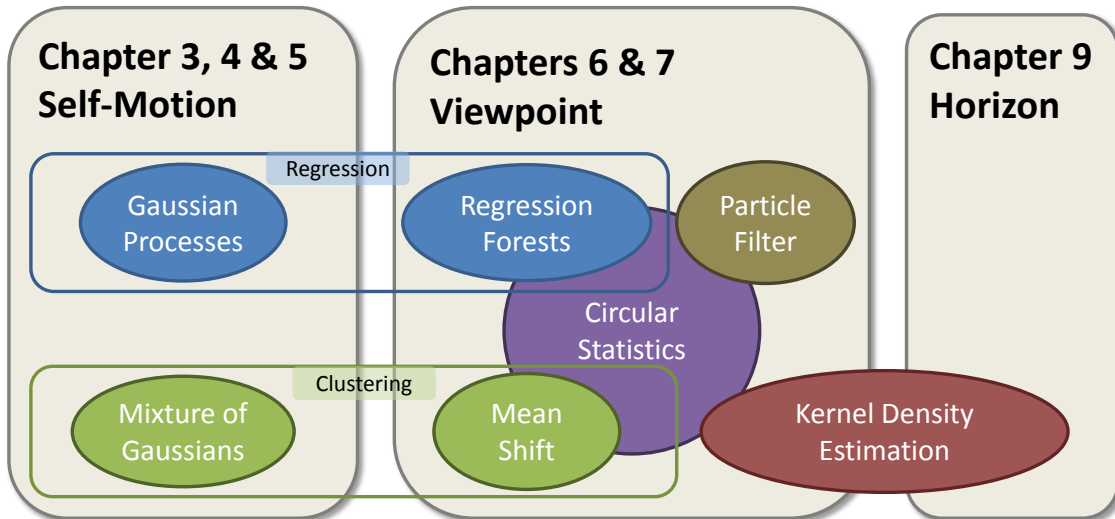 Chapter 3, 4 & 5
Self-Motion
Chapters 6 & 7
Viewpoint
Chapter 9
Horizon
Regression
Gaussian
Processes
Regression
Forests
Particle
Filter
Circular
Statistics
Clustering
Mixture of
Gaussians
Mean
Shift
Kernel Density
Estimation